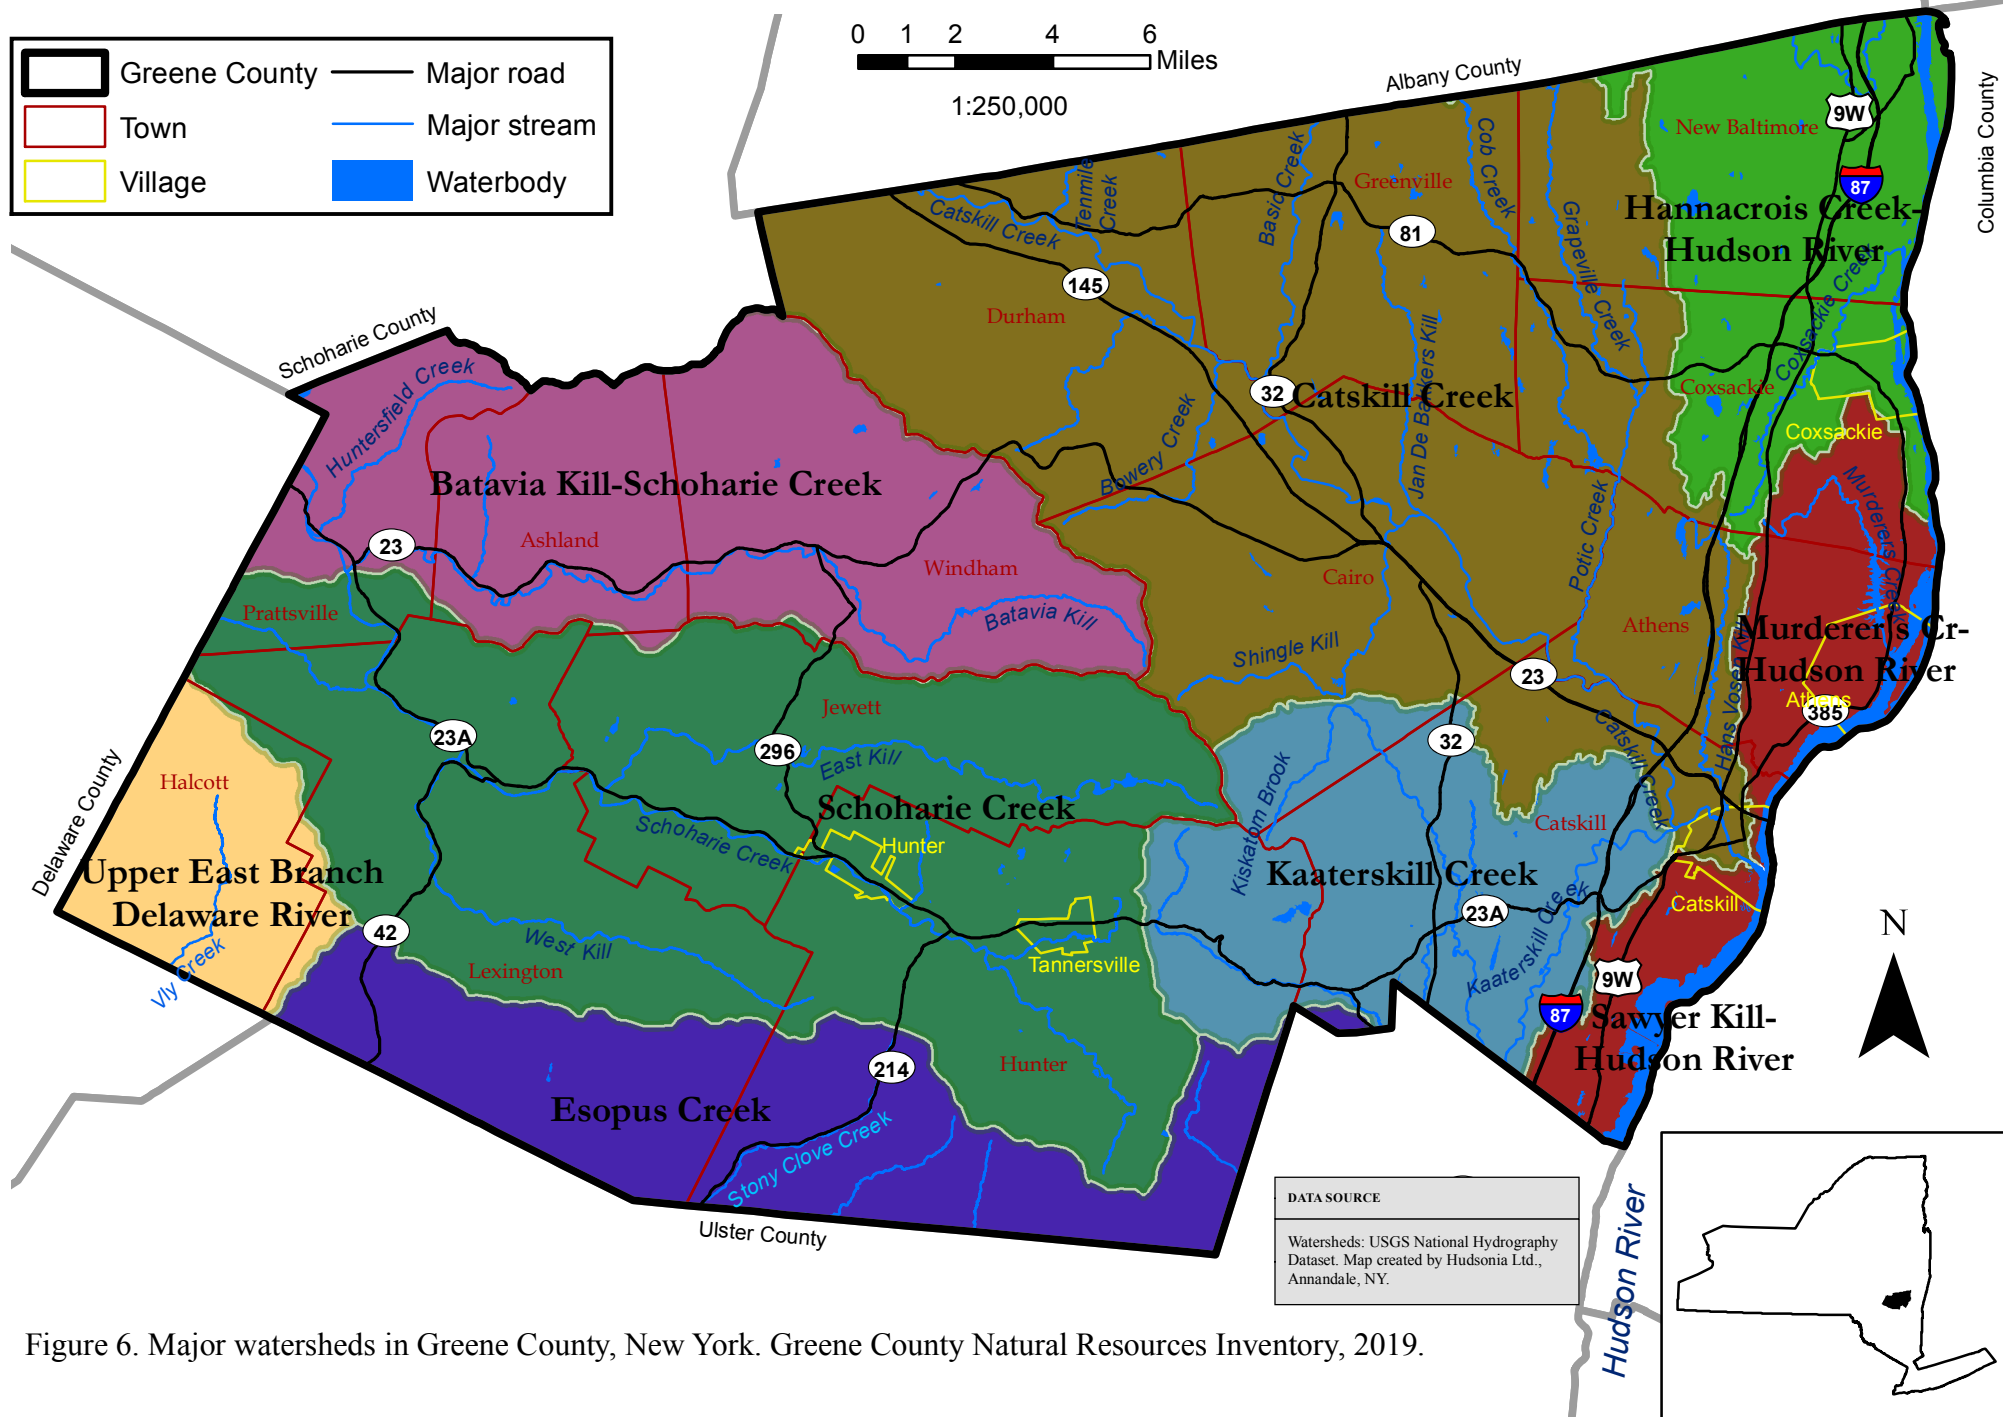 Greene County
Major road
Town
Major stream
Village
Waterbody
0 1 2 4 6
Miles
1:250,000
Albany County
Columbia County
Schoharie County
Delaware County
Ulster County
New Baltimore
9W
87
Hannacrois Creek-
Hudson River
Coxsackie Creek
Greenville
Cob Creek
Grapeville Creek
Basic Creek
Tenmile
Creek
Catskill Creek
81
145
Durham
32
Catskill Creek
Jan De Bakkers Kill
Bowery Creek
Coxsackie
Coxsackie
Murderers Creek
Huntersfield Creek
Batavia Kill-Schoharie Creek
23
Ashland
Windham
Batavia Kill
Prattsville
Cairo
Potic Creek
Athens
Shingle Kill
23
Hans Vosen Kill
Murderer's Cr-
Hudson River
Athens
385
Catskill Creek
Jewett
23A
296
East Kill
Schoharie Creek
Schoharie Creek
Hunter
32
Kiskatom Brook
Catskill
Kaaterskill Creek
23A
Kaaterskill Creek
Catskill
Halcott
Upper East Branch
Delaware River
Vly Creek
42
West Kill
Lexington
Tannersville
9W
87
Sawyer Kill-
Hudson River
Hunter
214
Esopus Creek
Stony Clove Creek
N
DATA SOURCE
Watersheds: USGS National Hydrography
Dataset. Map created by Hudsonia Ltd.,
Annandale, NY.
Hudson River
Figure 6. Major watersheds in Greene County, New York. Greene County Natural Resources Inventory, 2019.